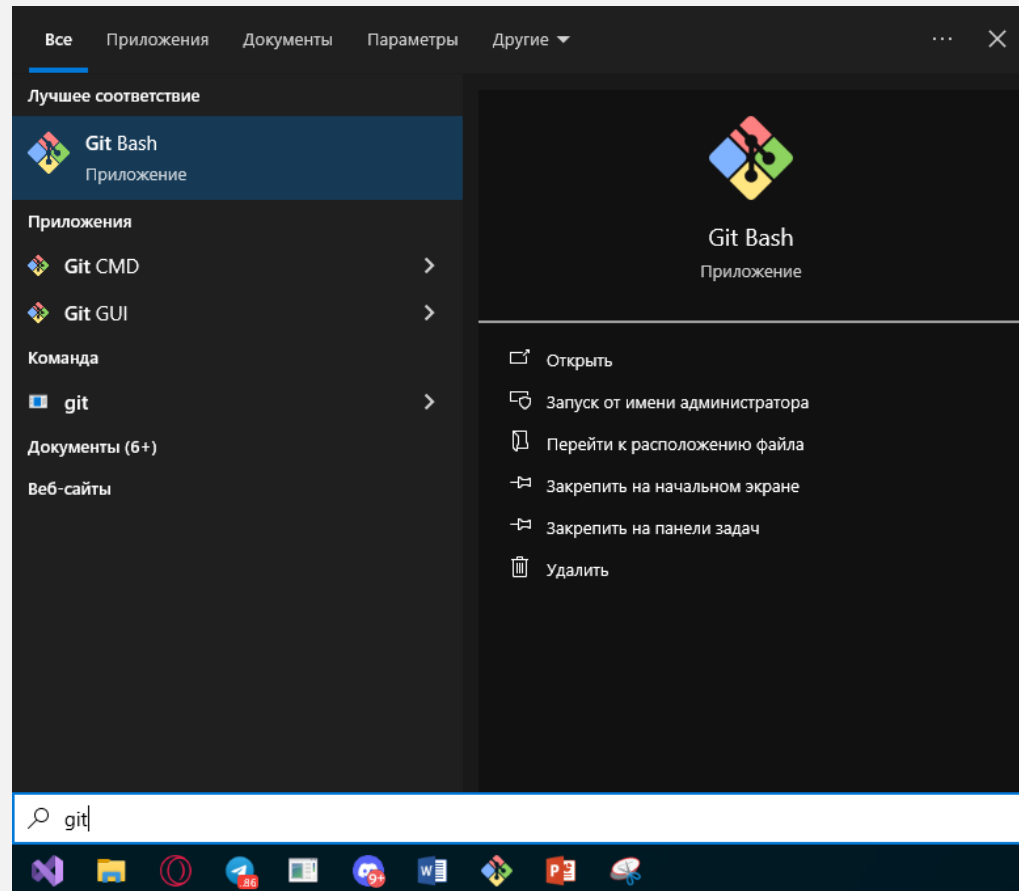 Все Приложения Документы Параметры Другие
Лучшее соответствие
Git Bash
Приложение
Приложения
Git CMD
Git GUI
Команда
git
Документы (6+)
Веб-сайты
Git Bash
Приложение
Открыть
Запуск от имени администратора
Перейти к расположению файла
Закрепить на начальном экране
Закрепить на панели задач
Удалить
git
.86
9+
W
P